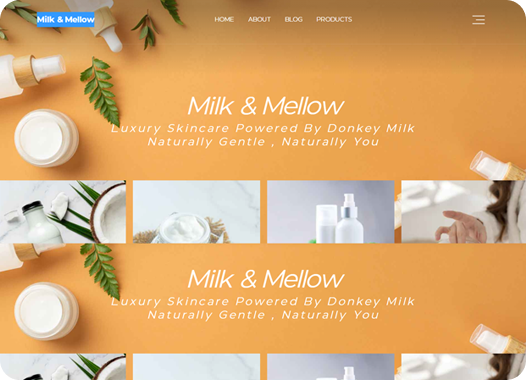 Milk & Mellow
HOME ABOUT BLOG PRODUCTS
Milk & Mellow
Luxury Skincare Powered By Donkey Milk
Naturally Gentle , Naturally You
Milk & Mellow
Luxury Skincare Powered By Donkey Milk
Naturally Gentle , Naturally You